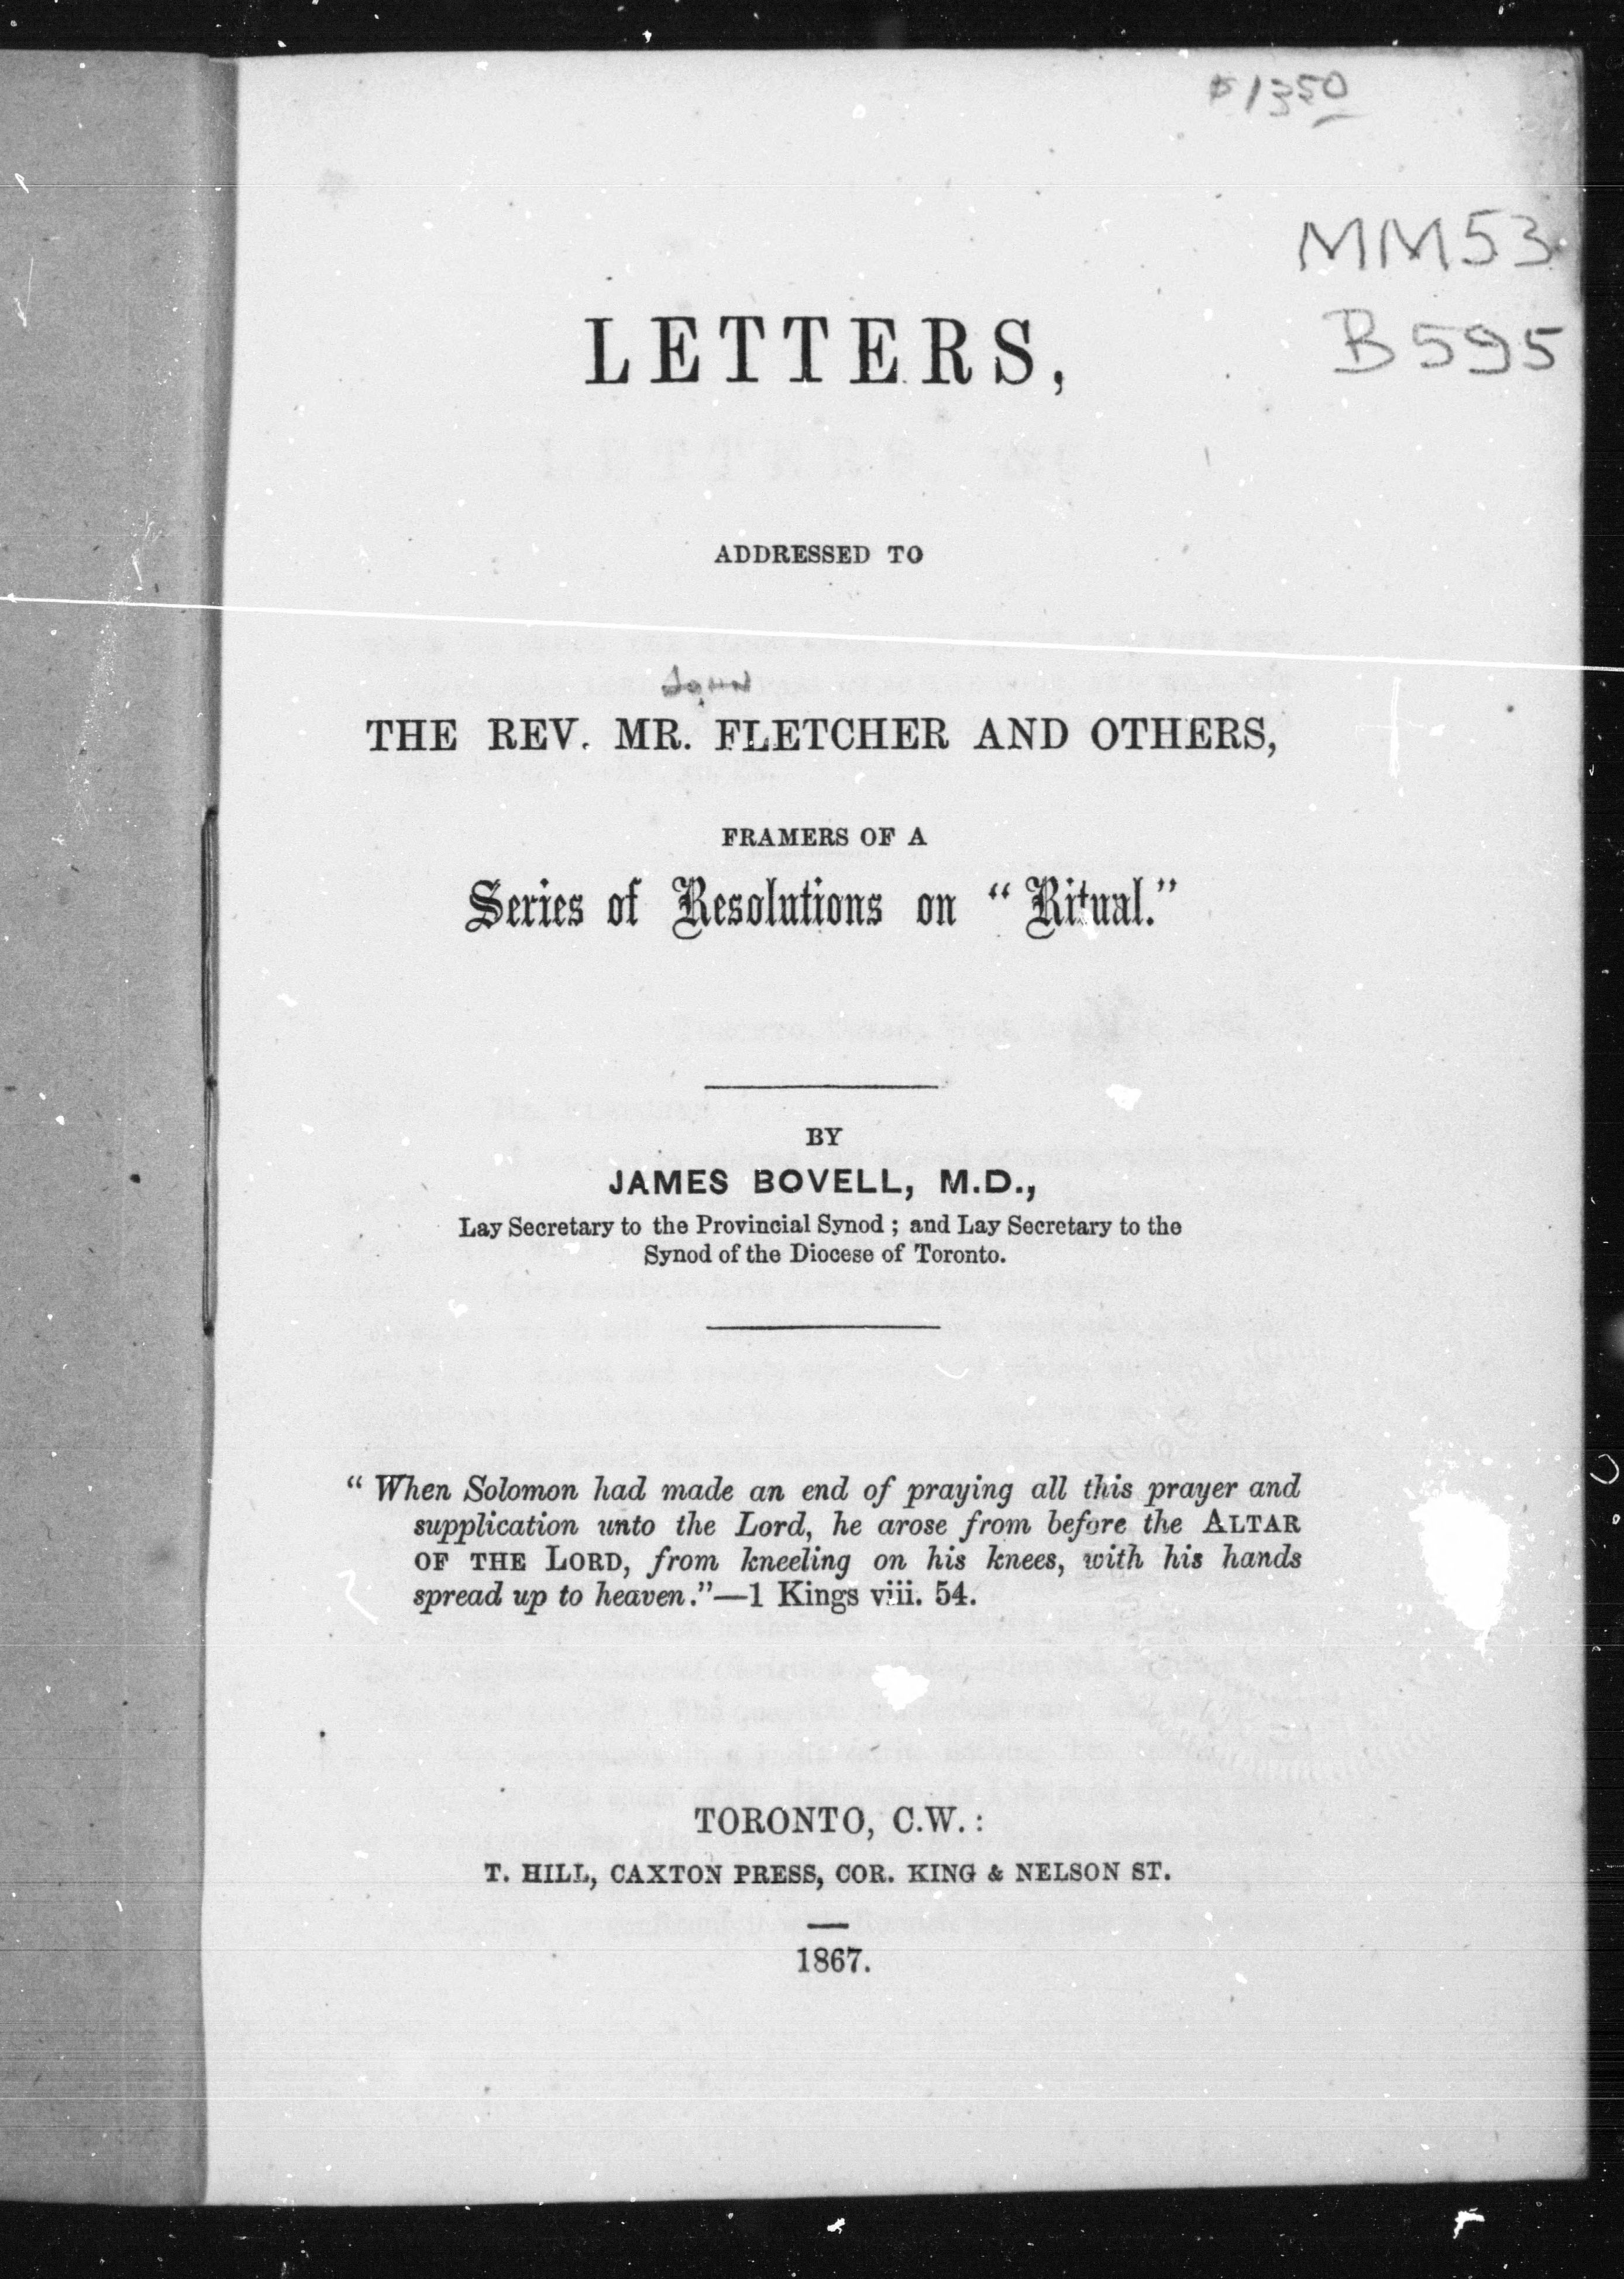 $1350
MM53
B595
LETTERS,
ADDRESSED TO
John
THE REV. MR. FLETCHER AND OTHERS,
FRAMERS OF A
Series of Resolutions on "Ritual."
BY
JAMES BOVELL, M.D.,
Lay Secretary to the Provincial Synod; and Lay Secretary to the
Synod of the Diocese of Toronto.
"When Solomon had made an end of praying all this prayer and
supplication unto the Lord, he arose from before the ALTAR
OF THE LORD, from kneeling on his knees, with his hands
spread up to heaven."—1 Kings viii. 54.
TORONTO, C.W.:
T. HILL, CAXTON PRESS, COR. KING & NELSON ST.
1867.